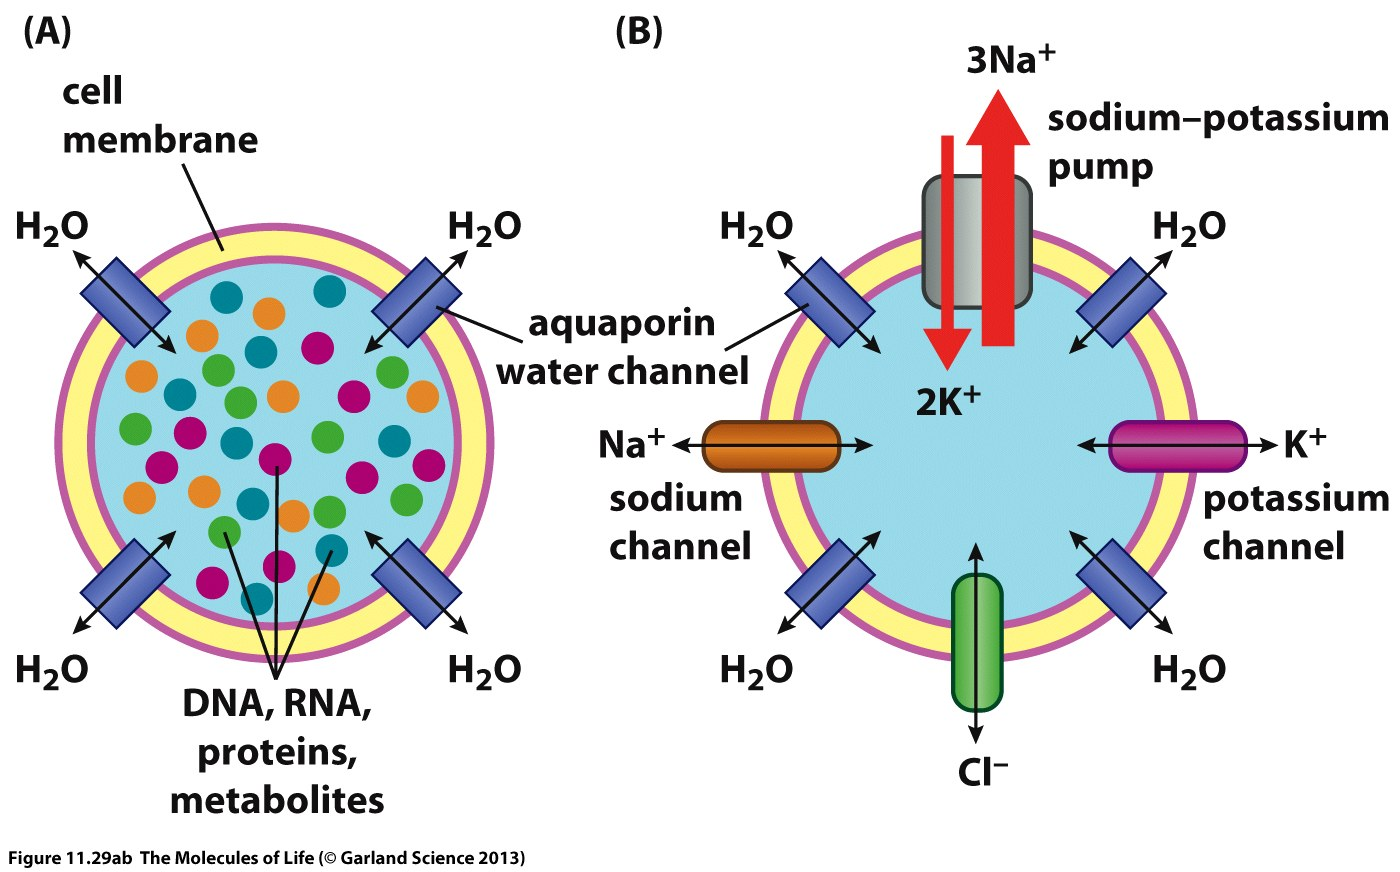 (A)
cell
membrane
H₂O
H₂O
aquaporin
water channel
H₂O
H₂O
DNA, RNA,
proteins,
metabolites
(B)
3Na⁺
sodium–potassium
pump
H₂O
H₂O
2K⁺
Na⁺
sodium
channel
K⁺
potassium
channel
H₂O
H₂O
Cl⁻
Figure 11.29ab The Molecules of Life (© Garland Science 2013)